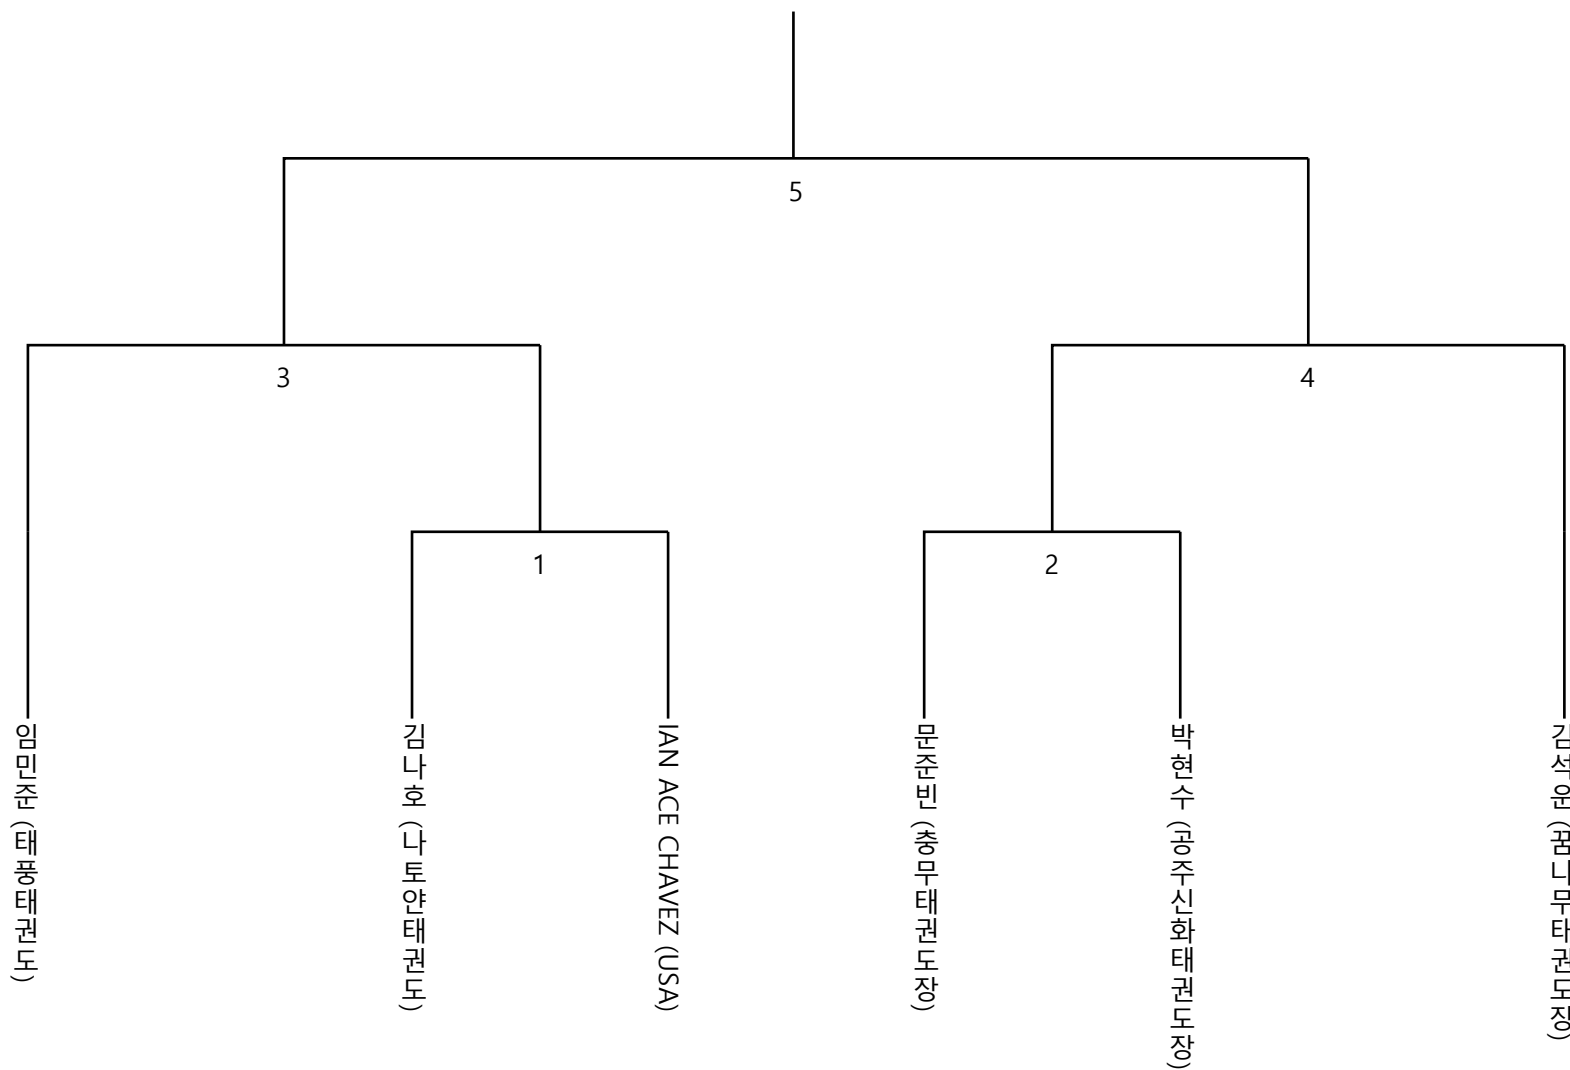 5
3
4
1
2
임민준 (태풍태권도)
김나호 (나토얀태권도)
IAN ACE CHAVEZ (USA)
문준빈 (충무태권도장)
박현수 (공주신화태권도장)
김석운 (꿈나무태권도장)